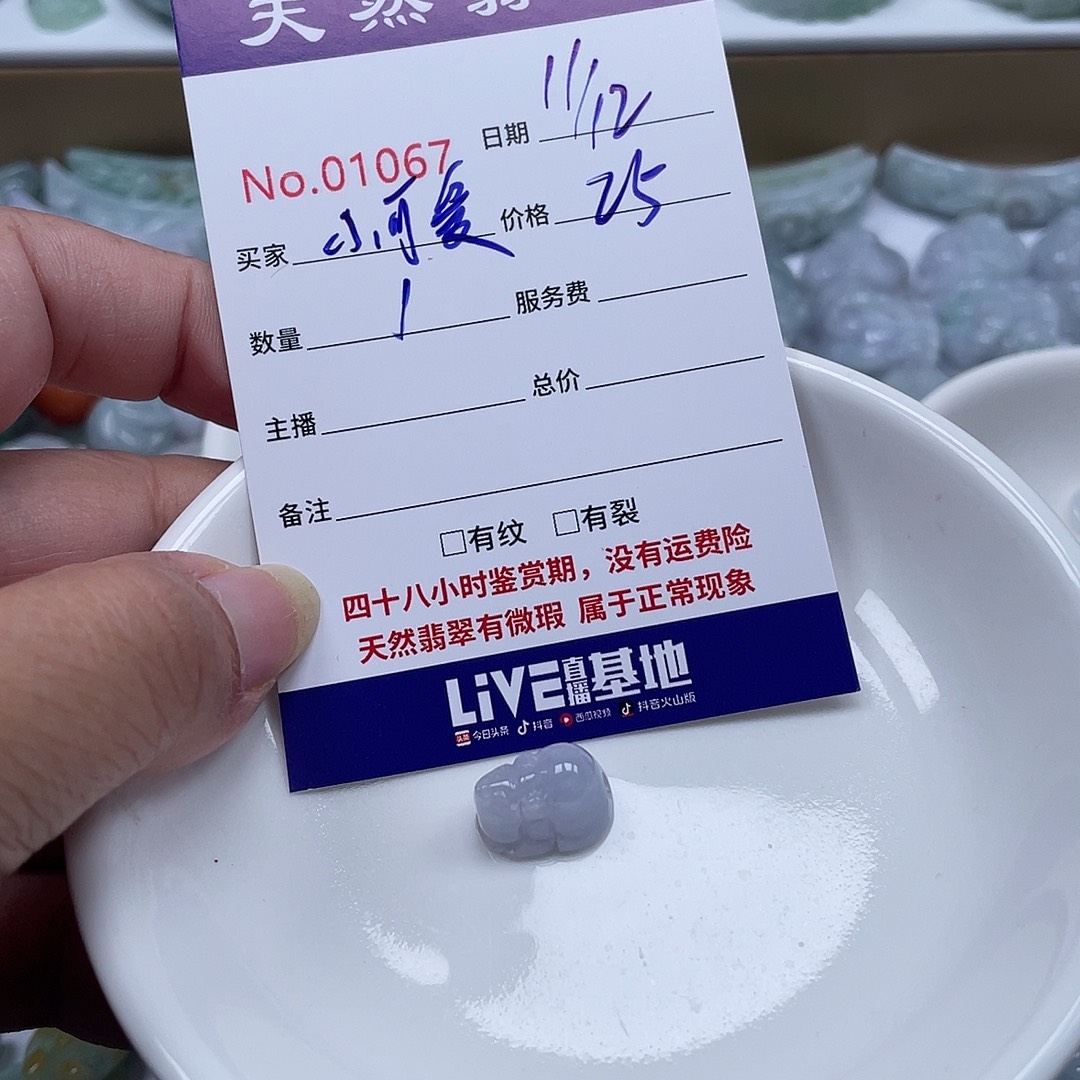 天然翡
No.01067 日期 11/12
买家 小可爱 价格 25
数量 1 服务费
主播 总价
备注
□有纹 □有裂
四十八小时鉴赏期，没有运费险
天然翡翠有微瑕 属于正常现象
LiVE直播基地
头条 今日头条 抖音 西瓜视频 抖音火山版